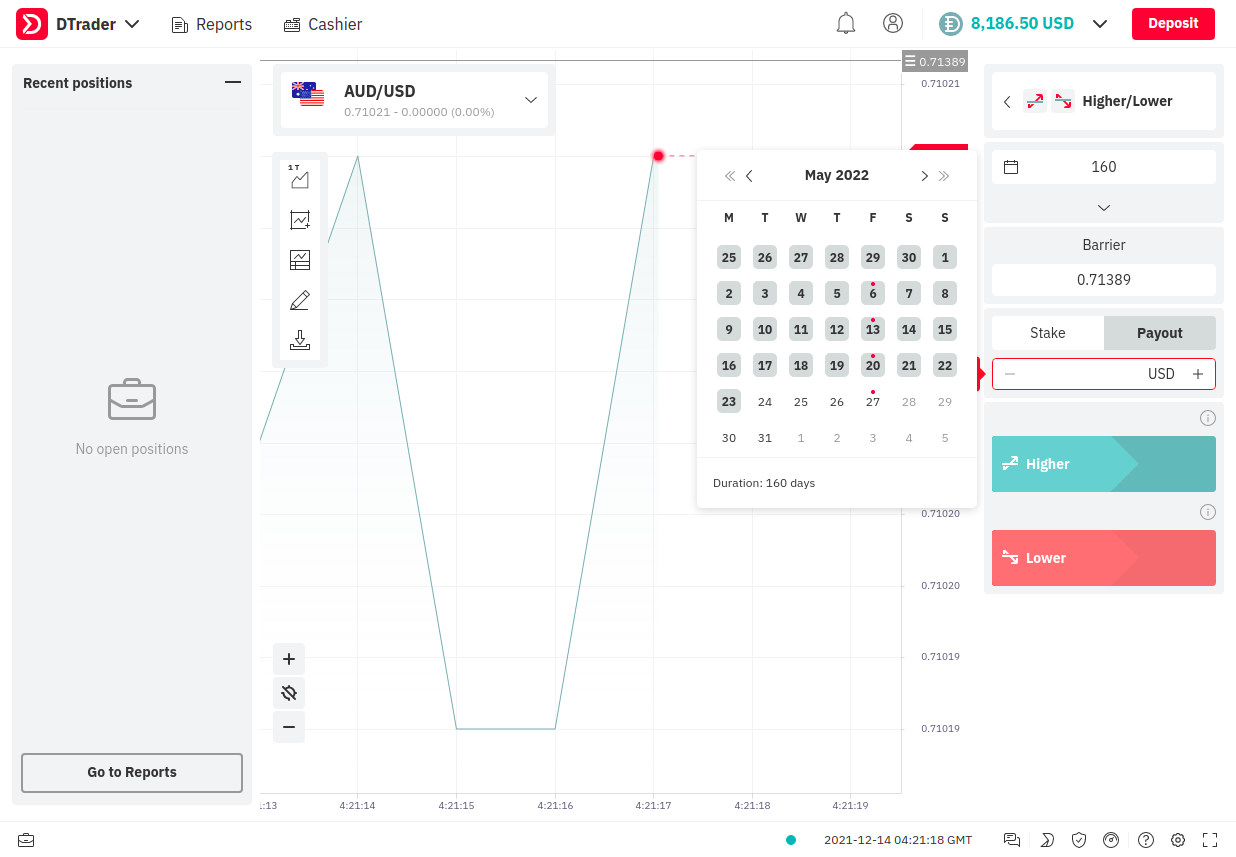 DTrader
Reports
Cashier
8,186.50 USD
Deposit
Recent positions
No open positions
Go to Reports
AUD/USD
0.71021 - 0.00000 (0.00%)
1 T
0.71389
0.71021
0.71020
0.71020
0.71019
0.71019
4:21:14
4:21:15
4:21:16
4:21:17
4:21:18
4:21:19
May 2022
M T W T F S S
25 26 27 28 29 30 1
2 3 4 5 6 7 8
9 10 11 12 13 14 15
16 17 18 19 20 21 22
23 24 25 26 27 28 29
30 31 1 2 3 4 5
Duration: 160 days
Higher/Lower
160
Barrier
0.71389
Stake
Payout
USD
Higher
Lower
2021-12-14 04:21:18 GMT